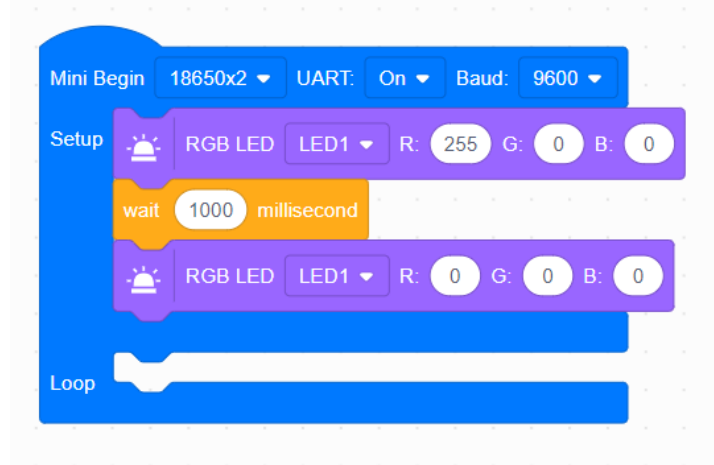 Mini Begin 18650x2 UART: On Baud: 9600
Setup RGB LED LED1 R: 255 G: 0 B: 0
wait 1000 millisecond
RGB LED LED1 R: 0 G: 0 B: 0
Loop